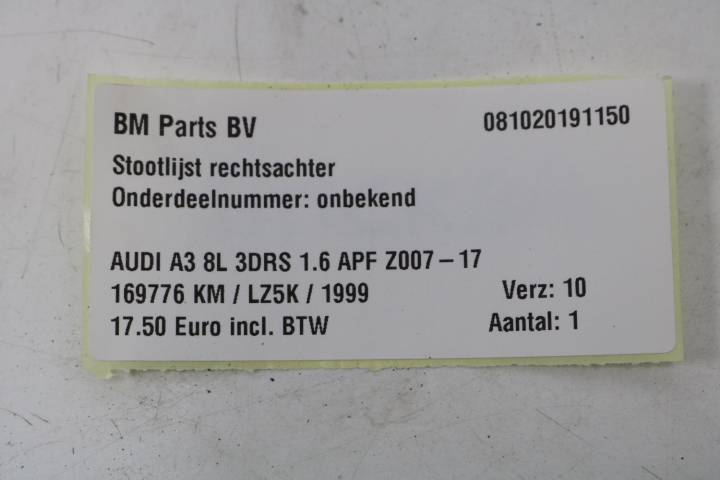 BM Parts BV 081020191150
Stootlijst rechtsachter
Onderdeelnummer: onbekend
AUDI A3 8L 3DRS 1.6 APF Z007-17
169776 KM / LZ5K / 1999 Verz: 10
17.50 Euro incl. BTW Aantal: 1